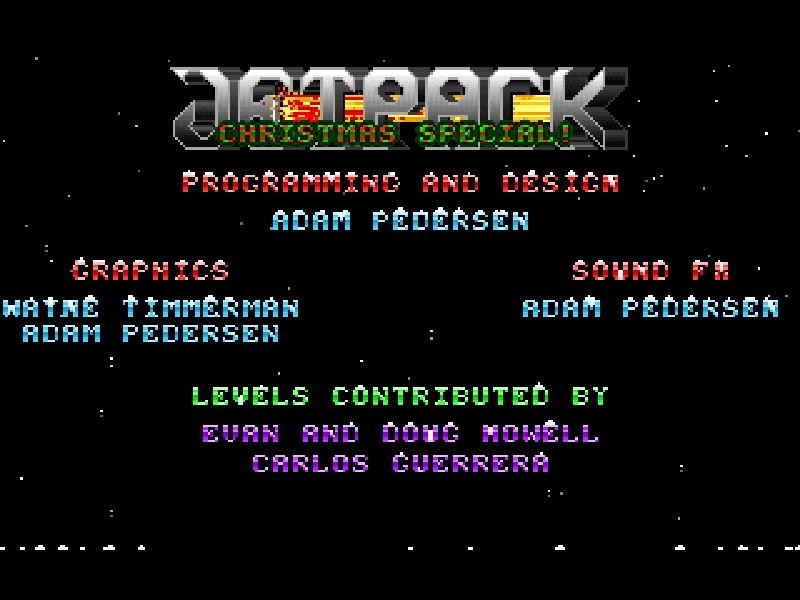 JETPACK
CHRISTMAS SPECIAL!
PROGRAMMING AND DESIGN
ADAM PEDERSEN
GRAPHICS
WAYNE TIMMERMAN
ADAM PEDERSEN
SOUND FX
ADAM PEDERSEN
LEVELS CONTRIBUTED BY
EVAN AND DOUG HOWELL
CARLOS GUERRERA